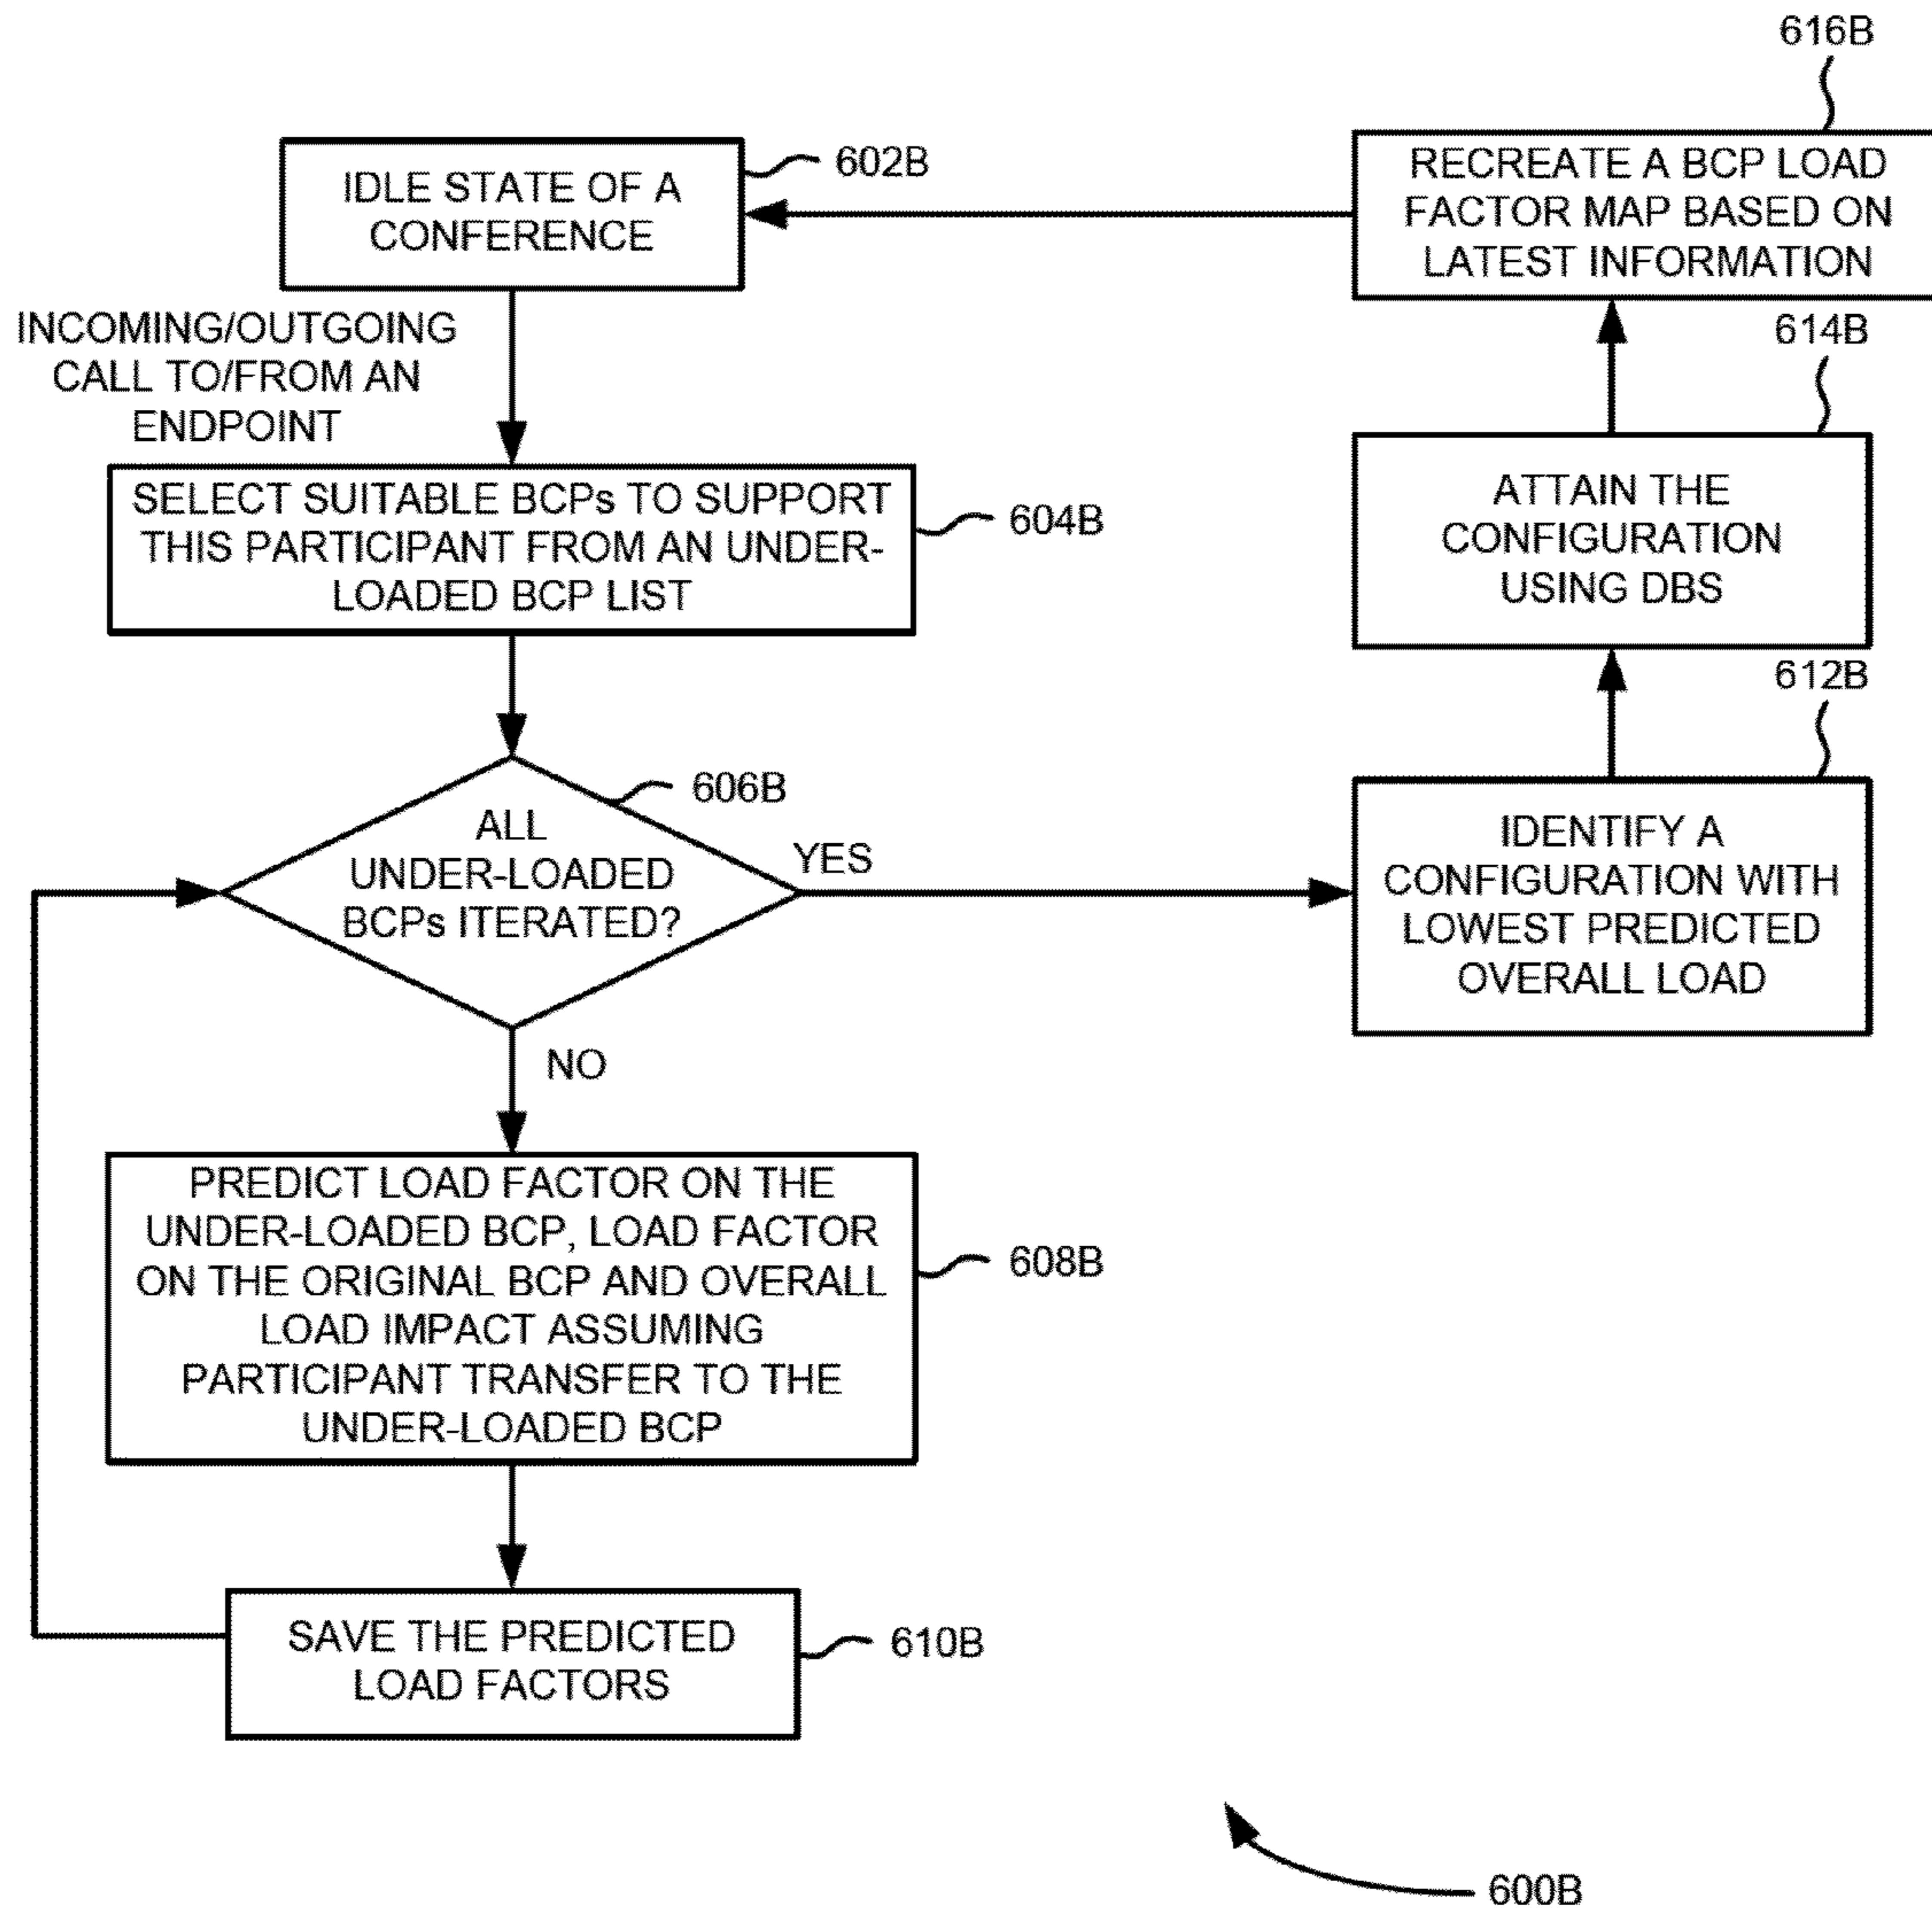 616B
IDLE STATE OF A
CONFERENCE
602B
RECREATE A BCP LOAD
FACTOR MAP BASED ON
LATEST INFORMATION
INCOMING/OUTGOING
CALL TO/FROM AN
ENDPOINT
614B
SELECT SUITABLE BCPs TO SUPPORT
THIS PARTICIPANT FROM AN UNDER-
LOADED BCP LIST
604B
ATTAIN THE
CONFIGURATION
USING DBS
612B
606B
ALL
UNDER-LOADED
BCPs ITERATED?
YES
IDENTIFY A
CONFIGURATION WITH
LOWEST PREDICTED
OVERALL LOAD
NO
PREDICT LOAD FACTOR ON THE
UNDER-LOADED BCP, LOAD FACTOR
ON THE ORIGINAL BCP AND OVERALL
LOAD IMPACT ASSUMING
PARTICIPANT TRANSFER TO THE
UNDER-LOADED BCP
608B
SAVE THE PREDICTED
LOAD FACTORS
610B
600B